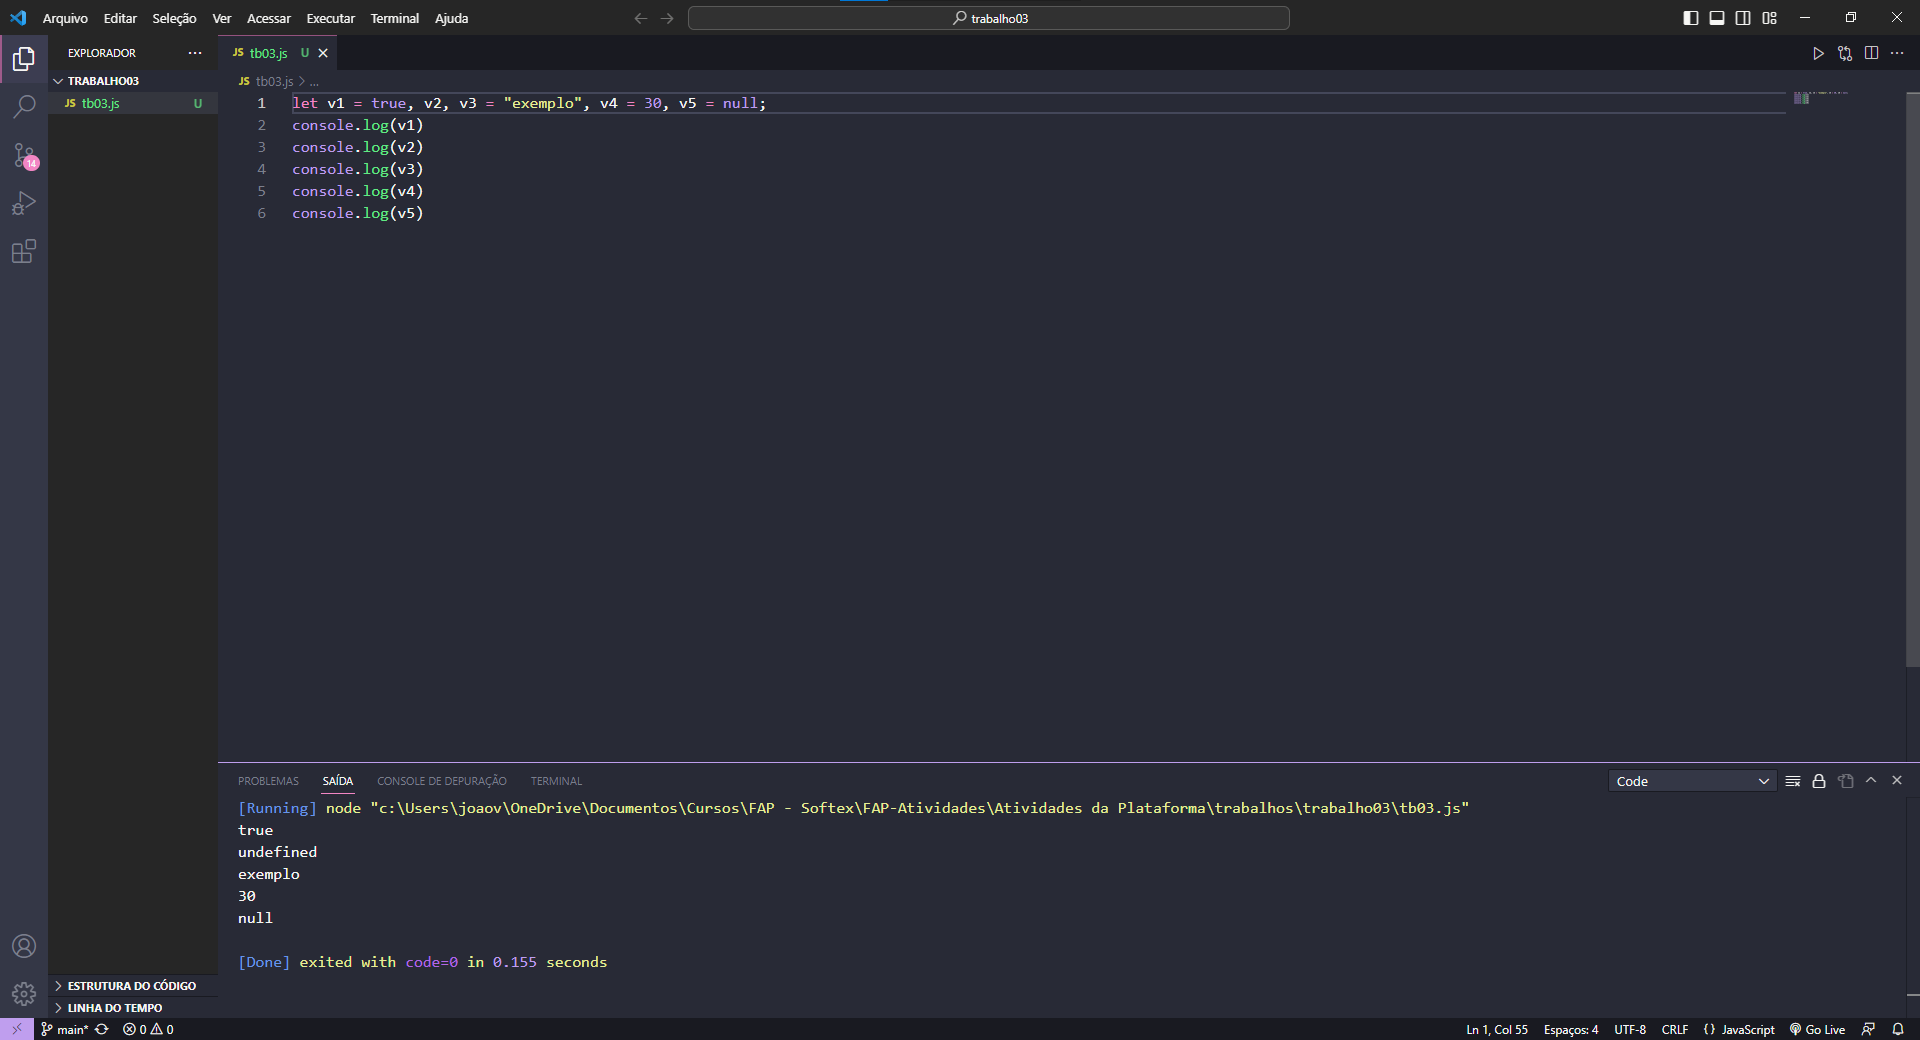 Arquivo Editar Seleção Ver Acessar Executar Terminal Ajuda
trabalho03
EXPLORADOR
TRABALHO03
JS tb03.js U
JS tb03.js U
JS tb03.js > ...
1 let v1 = true, v2, v3 = "exemplo", v4 = 30, v5 = null;
2 console.log(v1)
3 console.log(v2)
4 console.log(v3)
5 console.log(v4)
6 console.log(v5)
14
PROBLEMAS SAÍDA CONSOLE DE DEPURAÇÃO TERMINAL
Code
[Running] node "c:\Users\joaov\OneDrive\Documentos\Cursos\FAP - Softex\FAP-Atividades\Atividades da Plataforma\trabalhos\trabalho03\tb03.js"
true
undefined
exemplo
30
null
[Done] exited with code=0 in 0.155 seconds
ESTRUTURA DO CÓDIGO
LINHA DO TEMPO
main* 0 0
Ln 1, Col 55 Espaços: 4 UTF-8 CRLF {} JavaScript Go Live